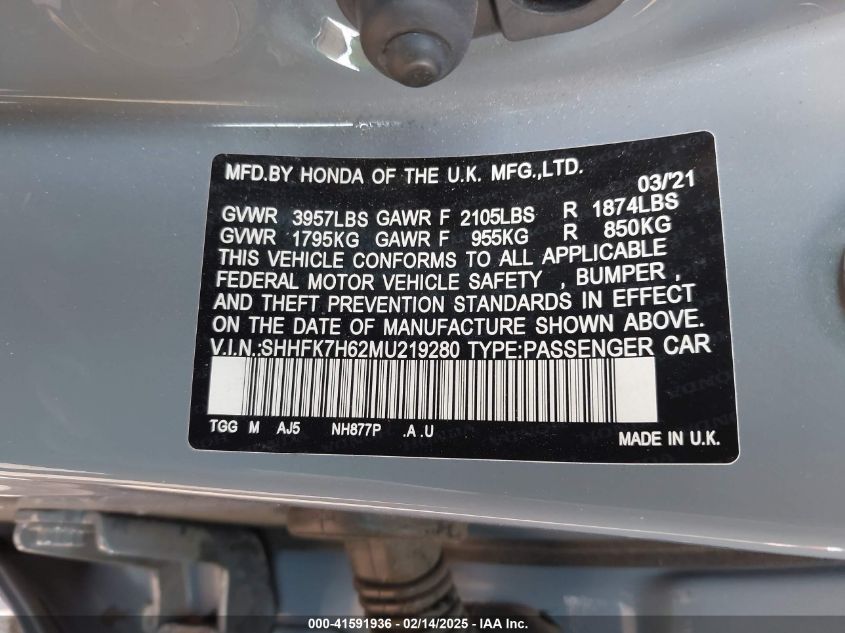 MFD.BY HONDA OF THE U.K. MFG.,LTD.
03/'21
GVWR 3957LBS GAWR F 2105LBS R 1874LBS
GVWR 1795KG GAWR F 955KG R 850KG
THIS VEHICLE CONFORMS TO ALL APPLICABLE
FEDERAL MOTOR VEHICLE SAFETY , BUMPER ,
AND THEFT PREVENTION STANDARDS IN EFFECT
ON THE DATE OF MANUFACTURE SHOWN ABOVE.
V.I.N.:SHHFK7H62MU219280 TYPE:PASSENGER CAR
TGG M AJ5 NH877P .A .U
MADE IN U.K.
000-41591936 - 02/14/2025 - IAA Inc.